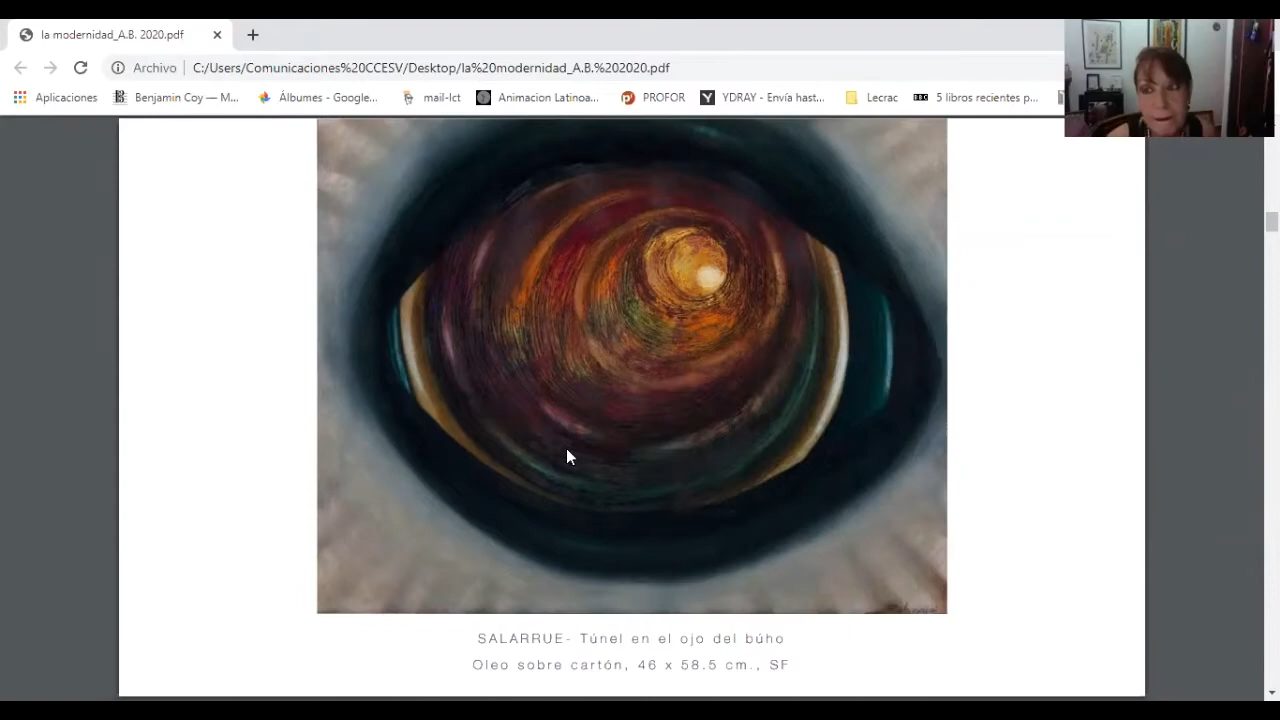 la modernidad_A.B. 2020.pdf
Archivo
C:/Users/Comunicaciones%20CCESV/Desktop/la%20modernidad_A.B.%202020.pdf
Aplicaciones
Benjamin Coy — M...
Álbumes - Google...
mail-lct
Animacion Latinoa...
PROFOR
Y
YDRAY - Envía hast...
Lecrac
BBC
5 libros recientes p...
SALARRUE- Túnel en el ojo del búho
Oleo sobre cartón, 46 x 58.5 cm., SF